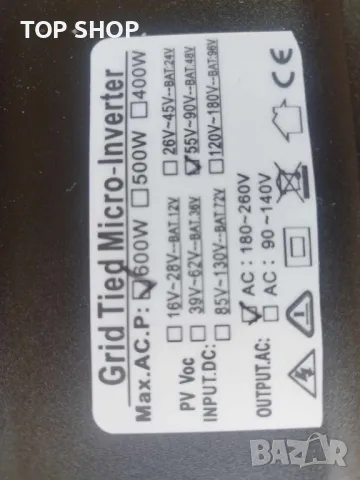 TOP SHOP
Grid Tied Micro-Inverter
Max.AC.P: ☑600W □500W □400W
□16V~28V--BAT:12V □26V~45V--BAT:24V
PV Voc □39V~62V--BAT:36V ☑55V~90V--BAT:48V
INPUT.DC: □85V~130V--BAT:72V □120V~180V--BAT:96V
OUTPUT.AC: ☑AC: 180~260V
□AC: 90~140V
CE
BAZAR